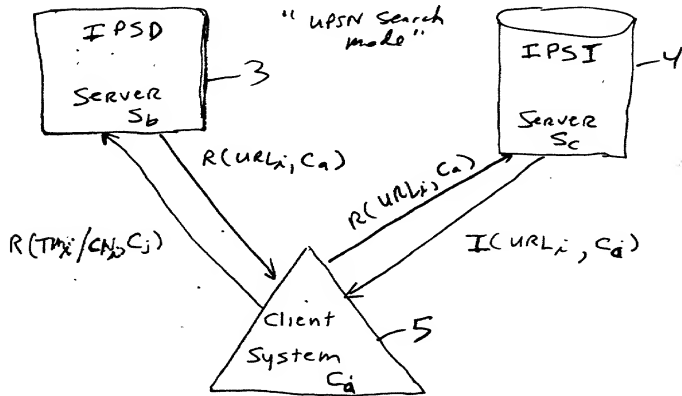 "UPSN Search
mode"
IPSD
Server
Sb
3
IPSI
Server
Sc
4
R(URLi, Ca)
R(URLi, Ca)
R(TMi/CNi, Cj)
I(URLi, Ca)
Client
System
Ca
5